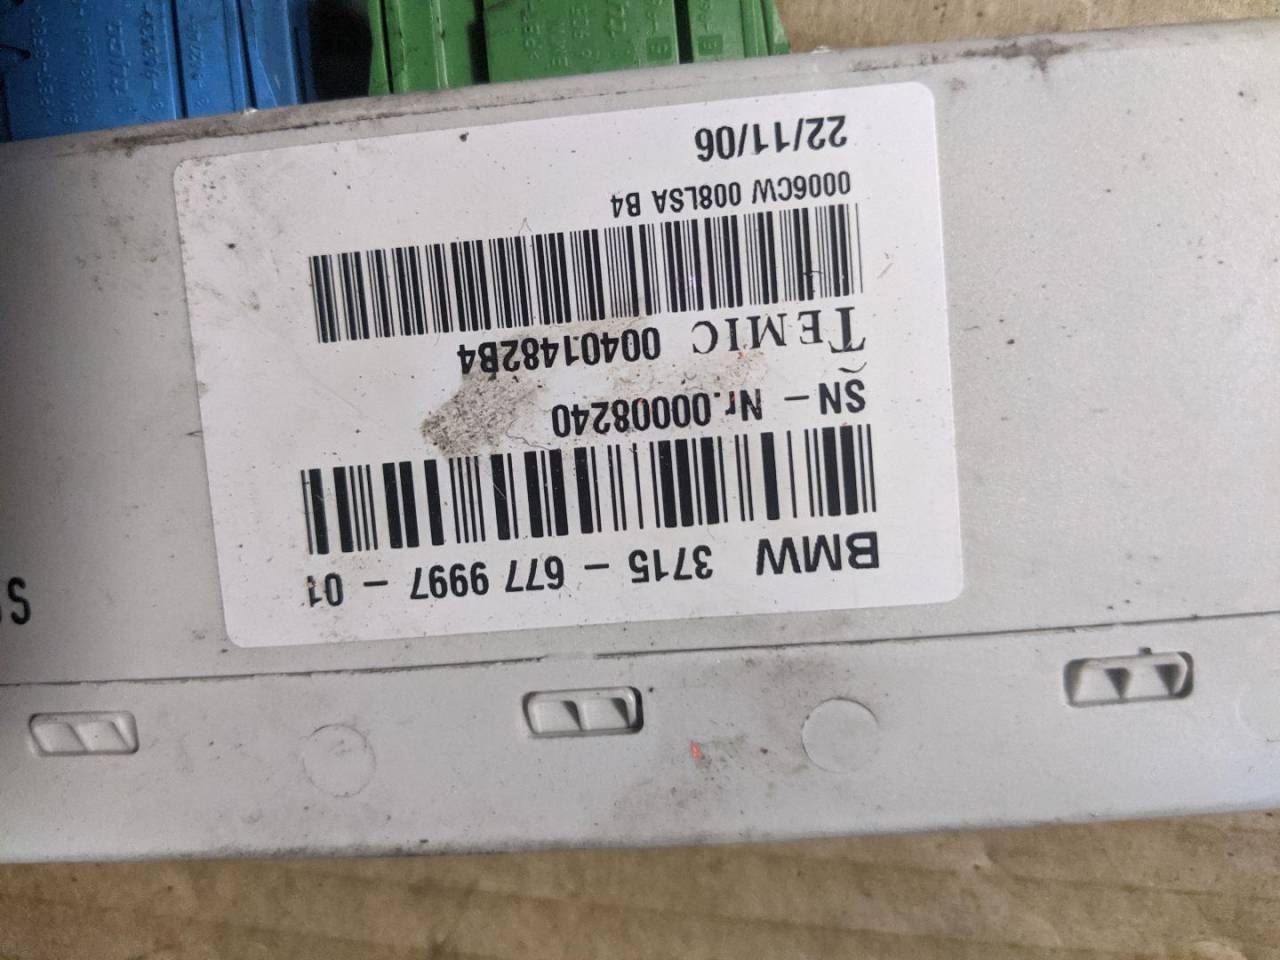 BMW 3715 - 677 9997 - 01
SN - Nr.00008240
TEMIC 00401482B4
0006CW 008LSA B4
22/11/06